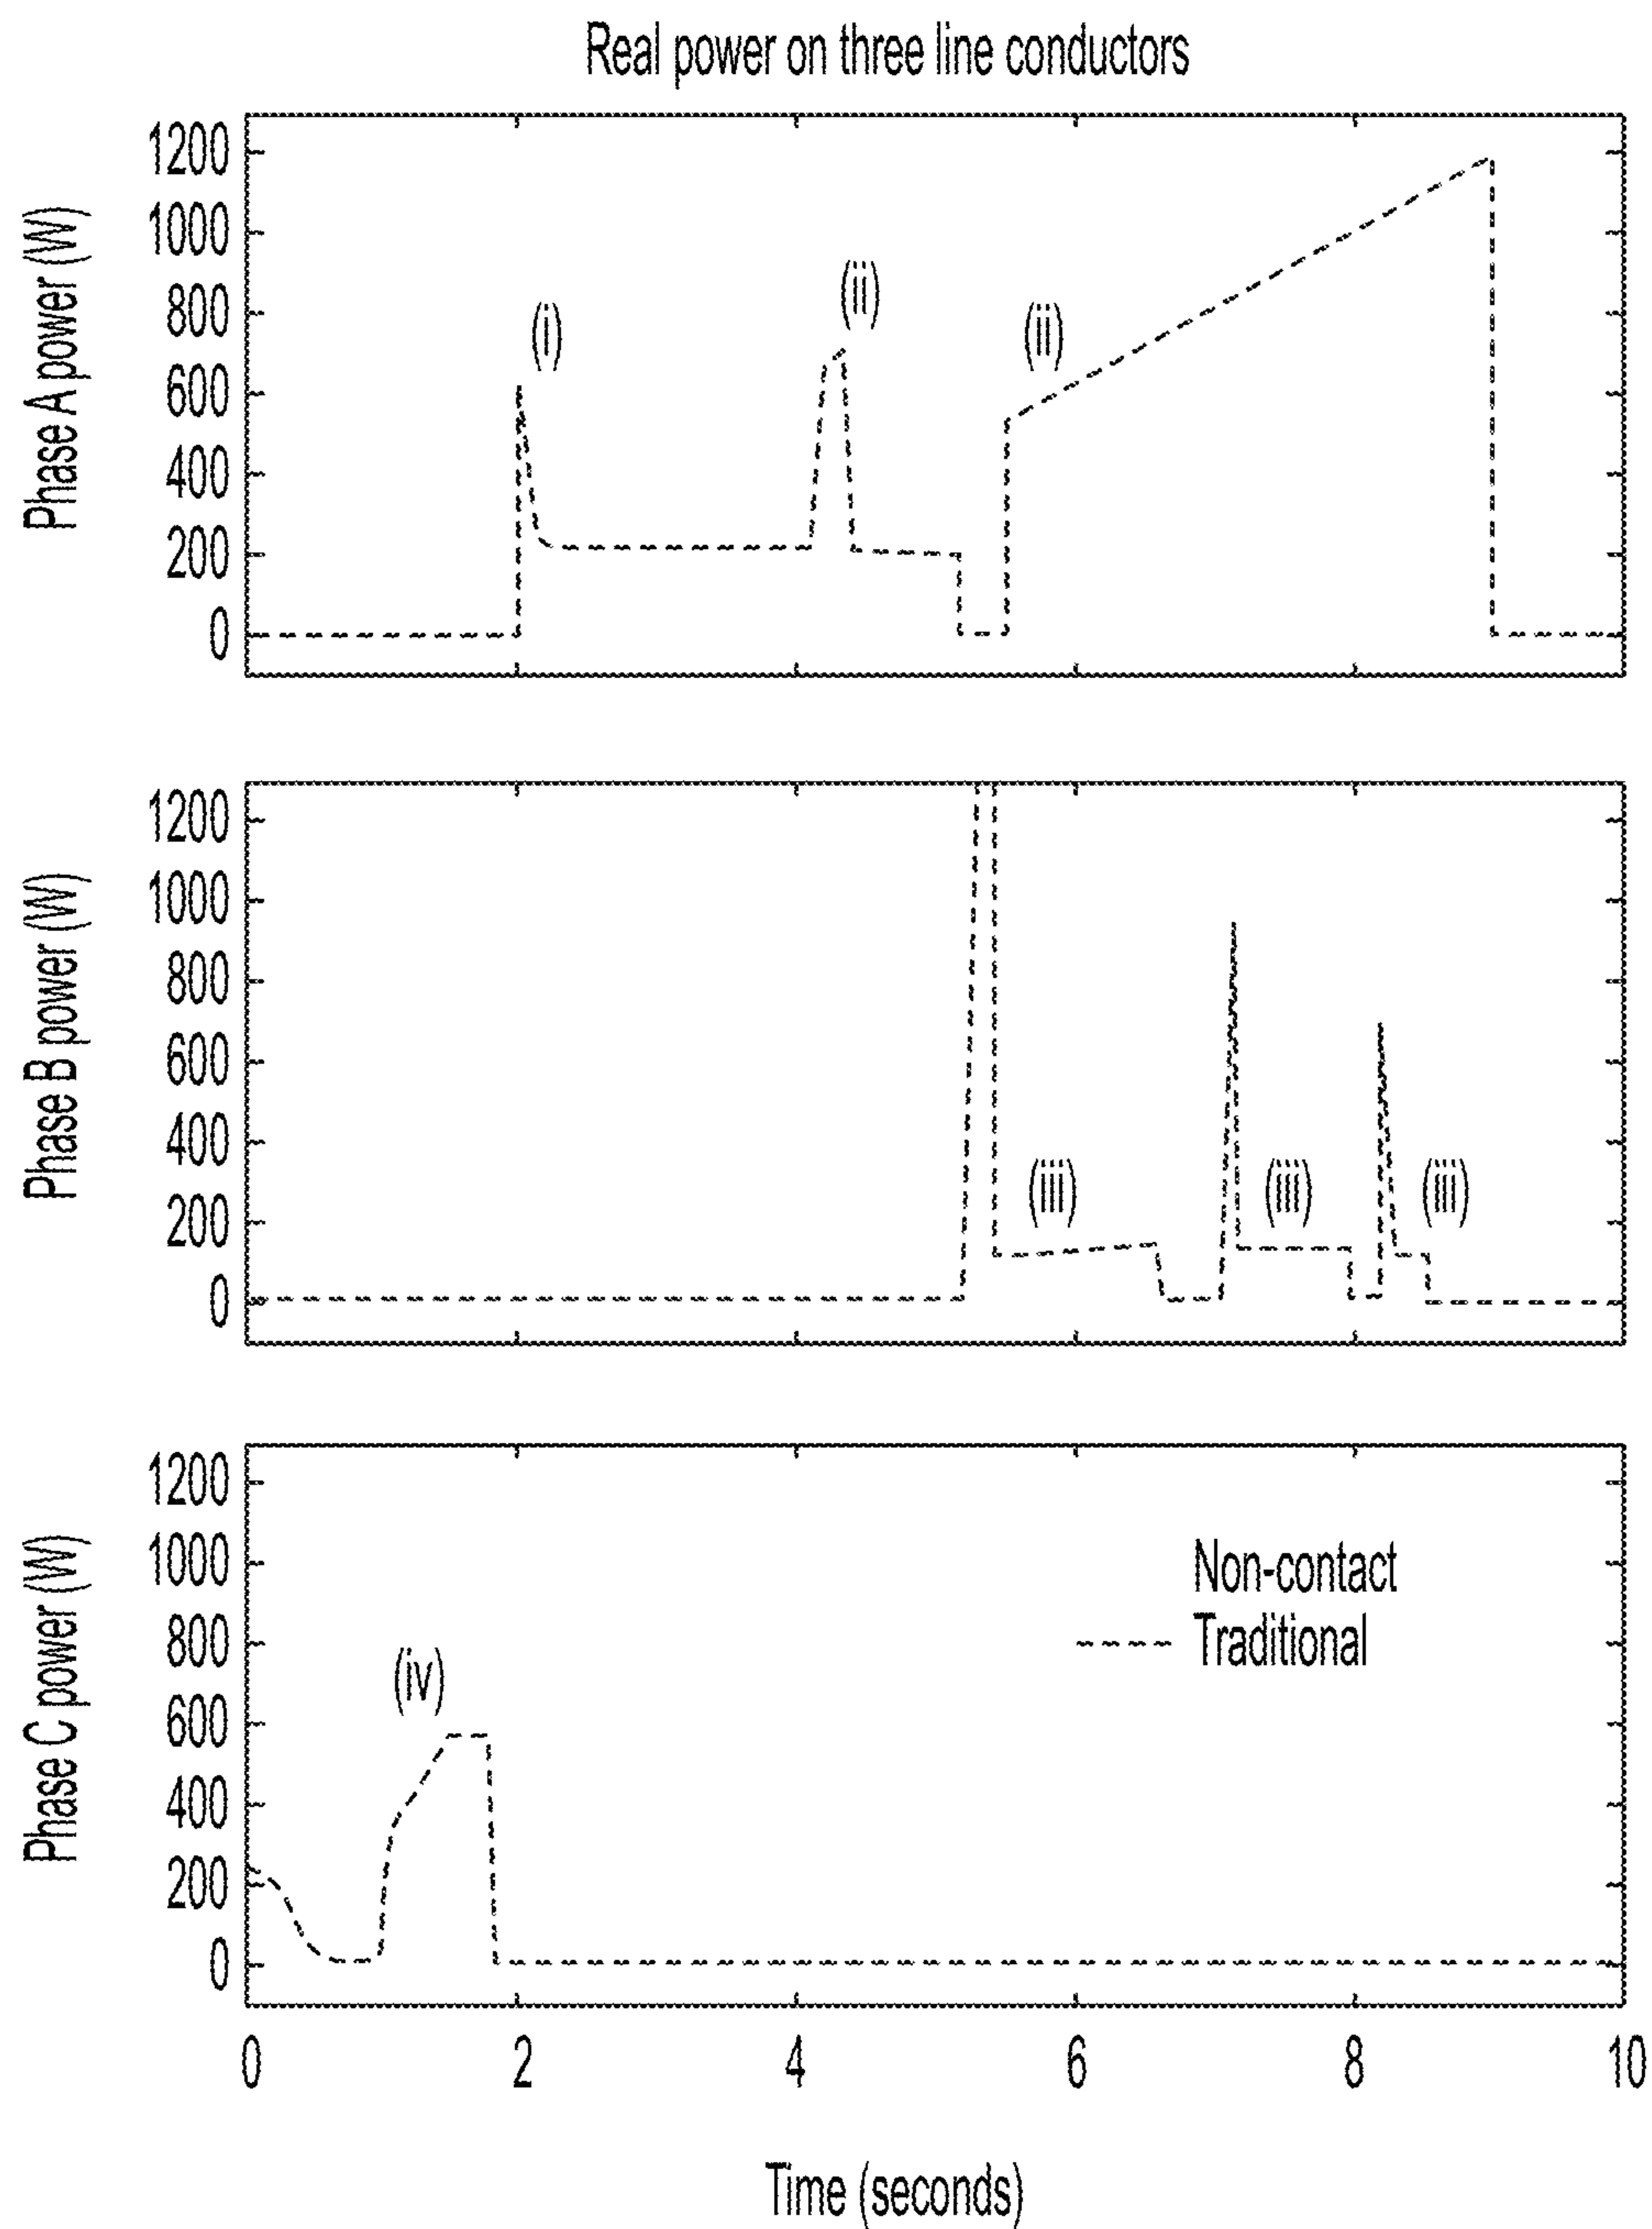 Real power on three line conductors
Phase A power (W)
1200
1000
800
600
400
200
0
(i)
(ii)
(ii)
Phase B power (W)
1200
1000
800
600
400
200
0
(iii)
(iii)
(iii)
Phase C power (W)
1200
1000
800
600
400
200
0
(iv)
Non-contact
Traditional
0 2 4 6 8 10
Time (seconds)